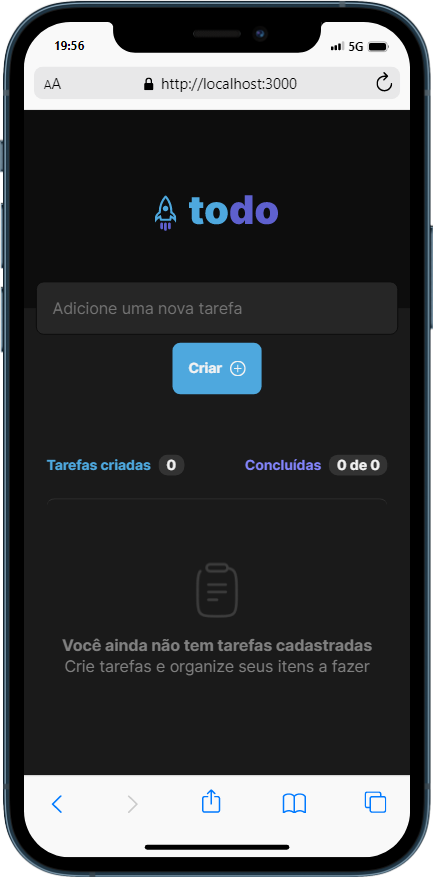 19:56
5G
AA
http://localhost:3000
todo
Adicione uma nova tarefa
Criar
Tarefas criadas 0
Concluídas 0 de 0
Você ainda não tem tarefas cadastradas
Crie tarefas e organize seus itens a fazer